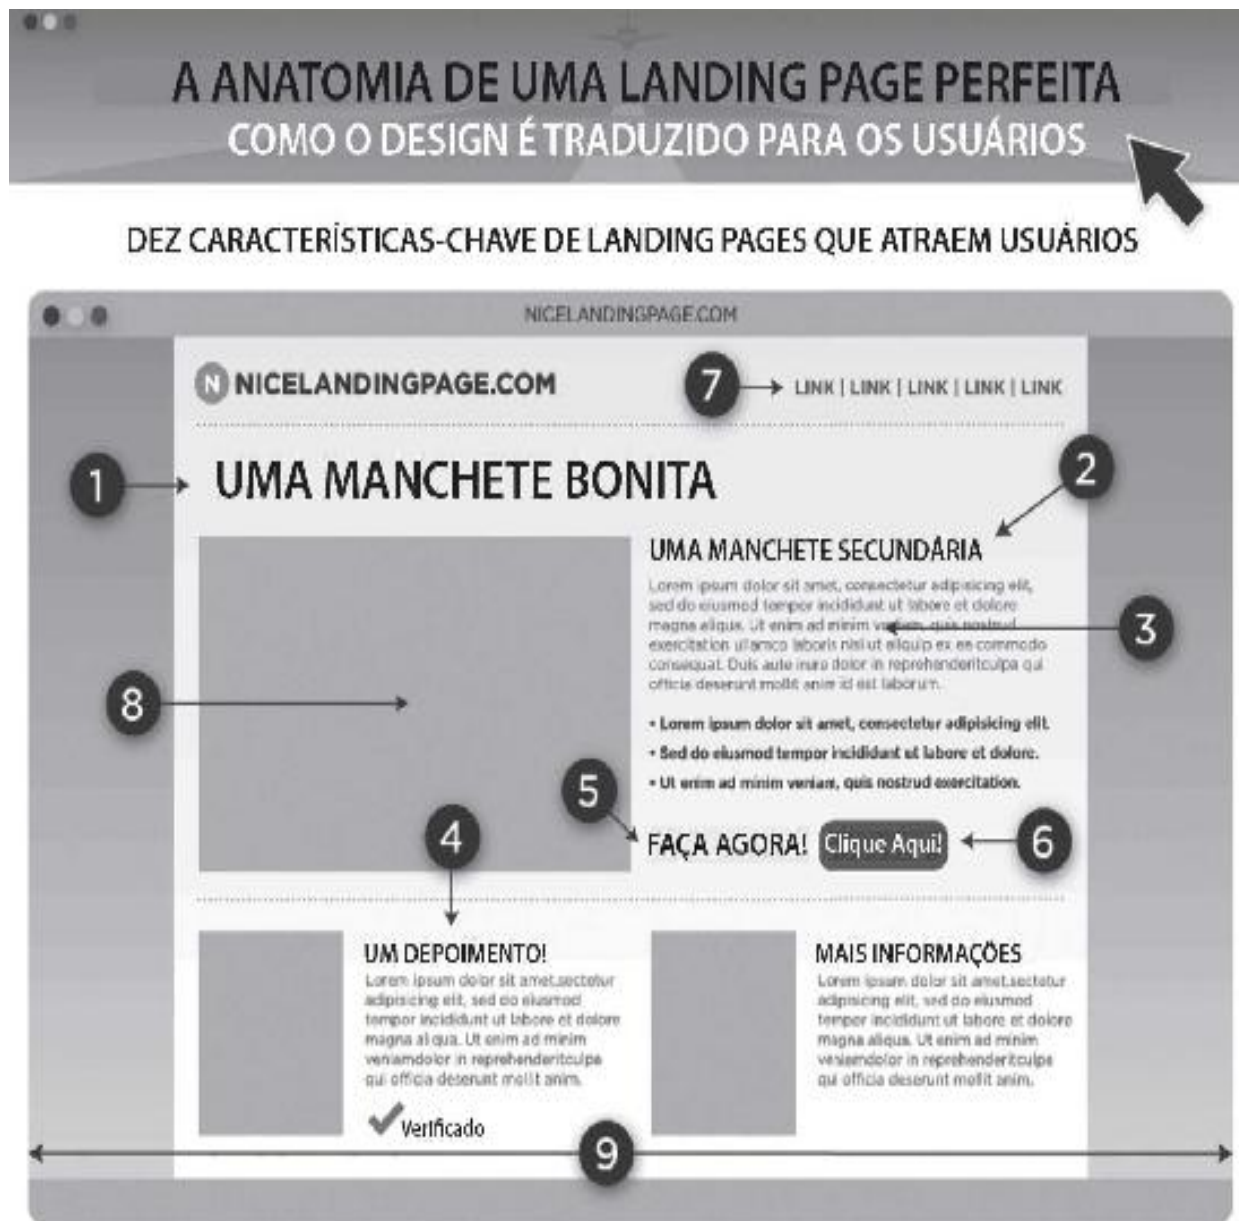 A ANATOMIA DE UMA LANDING PAGE PERFEITA
COMO O DESIGN É TRADUZIDO PARA OS USUÁRIOS
DEZ CARACTERÍSTICAS-CHAVE DE LANDING PAGES QUE ATRAEM USUÁRIOS
NICELANDINGPAGE.COM
N NICELANDINGPAGE.COM
7
LINK | LINK | LINK | LINK | LINK
1
UMA MANCHETE BONITA
2
UMA MANCHETE SECUNDÁRIA
Lorem ipsum dolor sit amet, consectetur adipisicing elit,
sed do eiusmod tempor incididunt ut labore et dolore
magna aliqua. Ut enim ad minim veniam, quis nostrud
exercitation ullamco laboris nisi ut aliquip ex ea commodo
consequat. Duis aute irure dolor in reprehenderitculpa qui
officia deserunt mollit anim id est laborum.
3
8
• Lorem ipsum dolor sit amet, consectetur adipisicing elit.
• Sed do eiusmod tempor incididunt ut labore et dolore.
• Ut enim ad minim veniam, quis nostrud exercitation.
5
FAÇA AGORA!
Clique Aqui!
6
4
UM DEPOIMENTO!
Lorem ipsum dolor sit amet,sectetur
adipisicing elit, sed do eiusmod
tempor incididunt ut labore et dolore
magna aliqua. Ut enim ad minim
veniamdolor in reprehenderitculpa
qui officia deserunt mollit anim.
Verificado
MAIS INFORMAÇÕES
Lorem ipsum dolor sit amet,sectetur
adipisicing elit, sed do eiusmod
tempor incididunt ut labore et dolore
magna aliqua. Ut enim ad minim
veniamdolor in reprehenderitculpa
qui officia deserunt mollit anim.
9